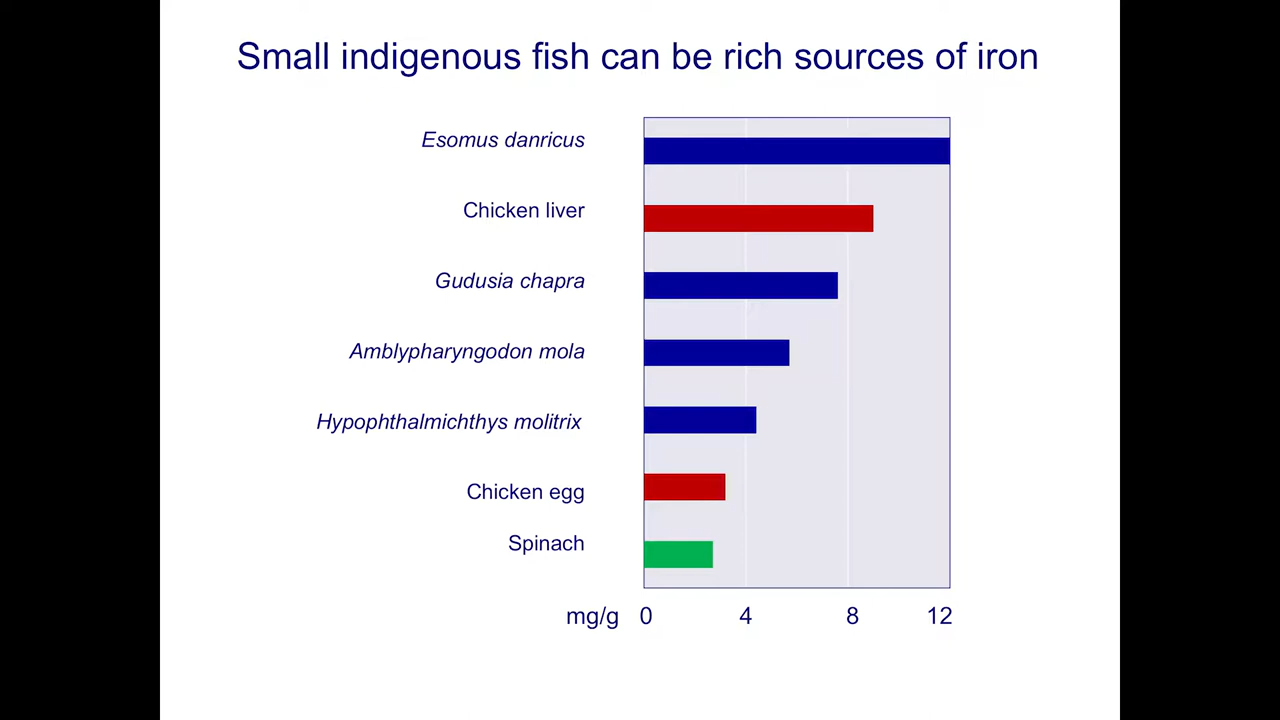 Small indigenous fish can be rich sources of iron
Esomus danricus
Chicken liver
Gudusia chapra
Amblypharyngodon mola
Hypophthalmichthys molitrix
Chicken egg
Spinach
mg/g 0 4 8 12